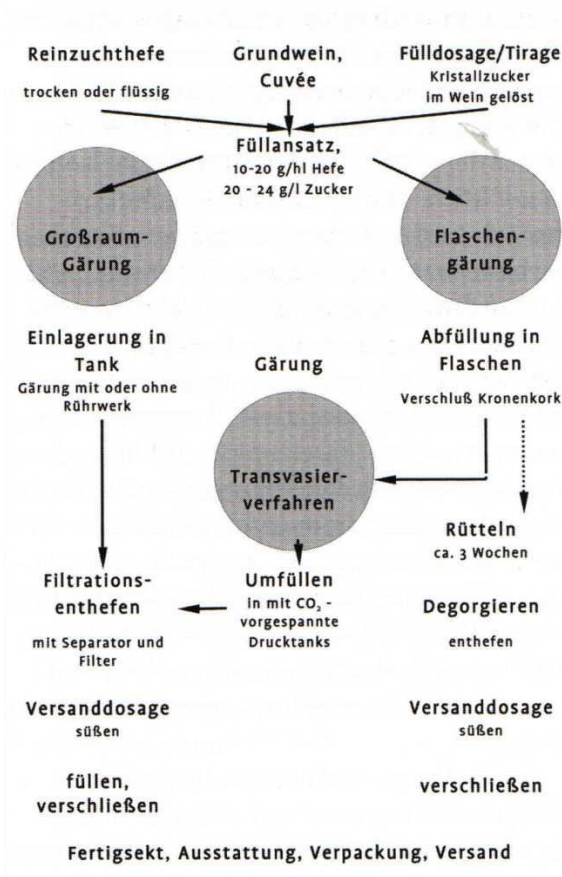 Reinzuchthefe
trocken oder flüssig
Grundwein,
Cuvée
Fülldosage/Tirage
Kristallzucker
im Wein gelöst
Füllansatz,
10-20 g/hl Hefe
20 - 24 g/l Zucker
Großraum-
Gärung
Flaschen-
gärung
Einlagerung in
Tank
Gärung mit oder ohne
Rührwerk
Gärung
Abfüllung in
Flaschen
Verschluß Kronenkork
Transvasier-
verfahren
Rütteln
ca. 3 Wochen
Filtrations-
enthefen
mit Separator und
Filter
Umfüllen
in mit CO₂ -
vorgespannte
Drucktanks
Degorgieren
enthefen
Versanddosage
süßen
Versanddosage
süßen
füllen,
verschließen
verschließen
Fertigsekt, Ausstattung, Verpackung, Versand